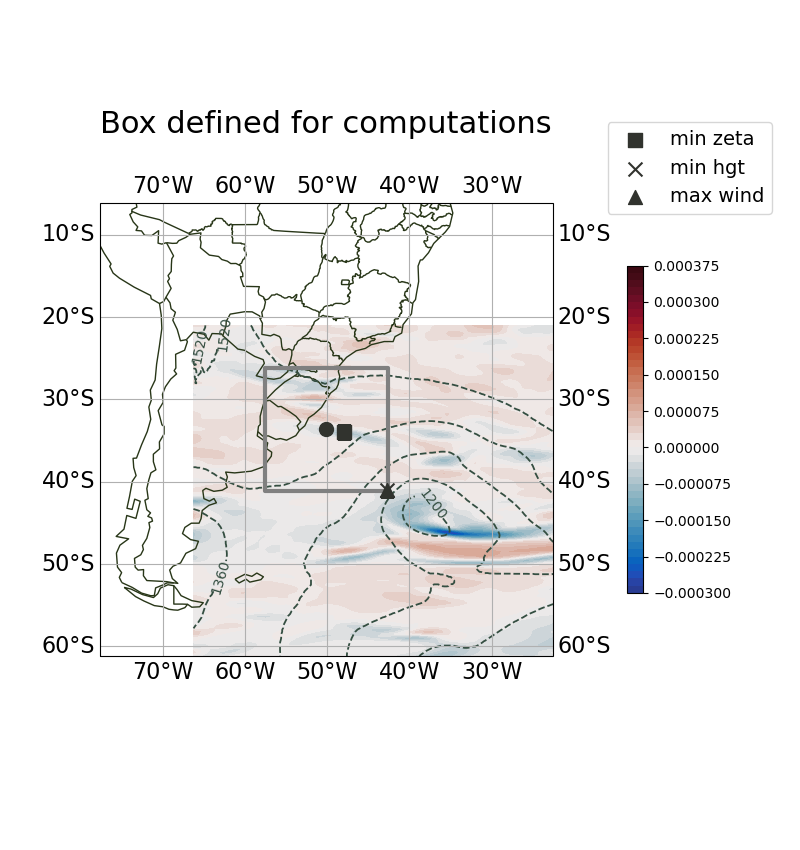 Box defined for computations
min zeta
min hgt
max wind
70°W 60°W 50°W 40°W 30°W
10°S 10°S
20°S 20°S
30°S 30°S
40°S 40°S
50°S 50°S
60°S 60°S
70°W 60°W 50°W 40°W 30°W
1520
1520
1200
1360
0.000375
0.000300
0.000225
0.000150
0.000075
0.000000
−0.000075
−0.000150
−0.000225
−0.000300